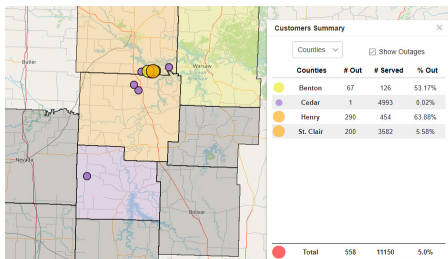 Customers Summary ×
Counties
Show Outages
Counties # Out # Served % Out
Benton 67 126 53.17%
Cedar 1 4993 0.02%
Henry 290 454 63.88%
St. Clair 200 3582 5.58%
Total 558 11150 5.0%
Butler
Warsaw
Nevada
Bolivar